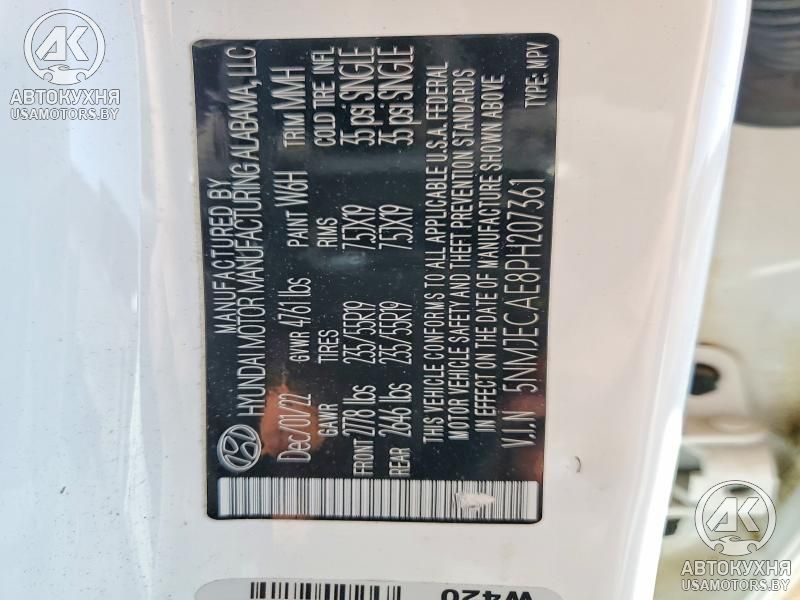 MANUFACTURED BY
HYUNDAI MOTOR MANUFACTURING ALABAMA, LLC
Dec/01/22 GVWR 4761 lbs PAINT W6H TRIM MMH
GAWR TIRES RIMS COLD TIRE INFL
FRONT 2778 lbs 235/55R19 7.5JX19 35 psi SINGLE
REAR 2646 lbs 235/55R19 7.5JX19 35 psi SINGLE
THIS VEHICLE CONFORMS TO ALL APPLICABLE U.S.A. FEDERAL
MOTOR VEHICLE SAFETY AND THEFT PREVENTION STANDARDS
IN EFFECT ON THE DATE OF MANUFACTURE SHOWN ABOVE
V.I.N 5NMJECAE8PH207361
TYPE: MPV
W420
АК
АВТОКУХНЯ
USAMOTORS.BY
АК
АВТОКУХНЯ
USAMOTORS.BY